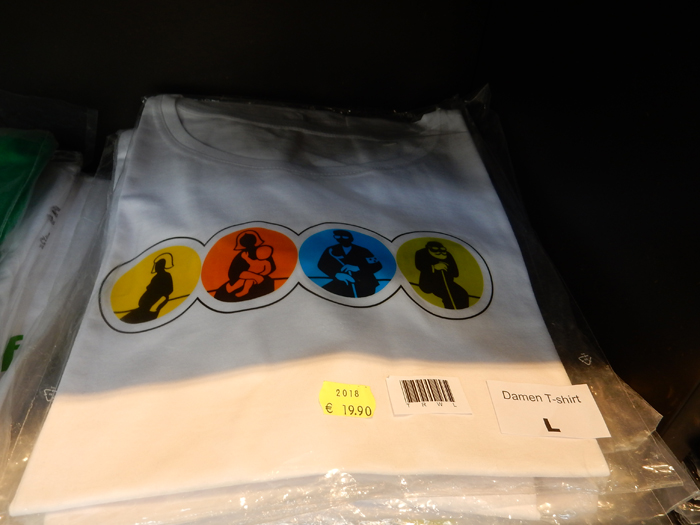 2018
€ 19.90
T R W L
Damen T-shirt
L